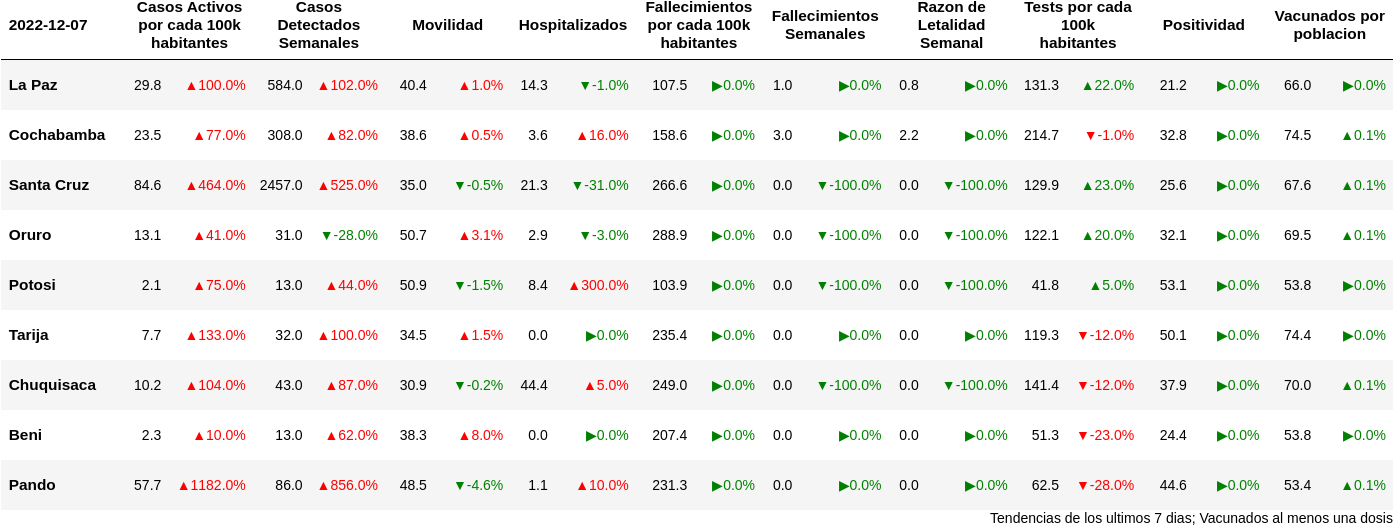 2022-12-07 Casos Activos por cada 100k habitantes Casos Detectados Semanales Movilidad Hospitalizados Fallecimientos por cada 100k habitantes Fallecimientos Semanales Razon de Letalidad Semanal Tests por cada 100k habitantes Positividad Vacunados por poblacion
La Paz 29.8 ▲100.0% 584.0 ▲102.0% 40.4 ▲1.0% 14.3 ▼-1.0% 107.5 ▶0.0% 1.0 ▶0.0% 0.8 ▶0.0% 131.3 ▲22.0% 21.2 ▶0.0% 66.0 ▶0.0%
Cochabamba 23.5 ▲77.0% 308.0 ▲82.0% 38.6 ▲0.5% 3.6 ▲16.0% 158.6 ▶0.0% 3.0 ▶0.0% 2.2 ▶0.0% 214.7 ▼-1.0% 32.8 ▶0.0% 74.5 ▲0.1%
Santa Cruz 84.6 ▲464.0% 2457.0 ▲525.0% 35.0 ▼-0.5% 21.3 ▼-31.0% 266.6 ▶0.0% 0.0 ▼-100.0% 0.0 ▼-100.0% 129.9 ▲23.0% 25.6 ▶0.0% 67.6 ▲0.1%
Oruro 13.1 ▲41.0% 31.0 ▼-28.0% 50.7 ▲3.1% 2.9 ▼-3.0% 288.9 ▶0.0% 0.0 ▼-100.0% 0.0 ▼-100.0% 122.1 ▲20.0% 32.1 ▶0.0% 69.5 ▲0.1%
Potosi 2.1 ▲75.0% 13.0 ▲44.0% 50.9 ▼-1.5% 8.4 ▲300.0% 103.9 ▶0.0% 0.0 ▼-100.0% 0.0 ▼-100.0% 41.8 ▲5.0% 53.1 ▶0.0% 53.8 ▶0.0%
Tarija 7.7 ▲133.0% 32.0 ▲100.0% 34.5 ▲1.5% 0.0 ▶0.0% 235.4 ▶0.0% 0.0 ▶0.0% 0.0 ▶0.0% 119.3 ▼-12.0% 50.1 ▶0.0% 74.4 ▶0.0%
Chuquisaca 10.2 ▲104.0% 43.0 ▲87.0% 30.9 ▼-0.2% 44.4 ▲5.0% 249.0 ▶0.0% 0.0 ▼-100.0% 0.0 ▼-100.0% 141.4 ▼-12.0% 37.9 ▶0.0% 70.0 ▲0.1%
Beni 2.3 ▲10.0% 13.0 ▲62.0% 38.3 ▲8.0% 0.0 ▶0.0% 207.4 ▶0.0% 0.0 ▶0.0% 0.0 ▶0.0% 51.3 ▼-23.0% 24.4 ▶0.0% 53.8 ▶0.0%
Pando 57.7 ▲1182.0% 86.0 ▲856.0% 48.5 ▼-4.6% 1.1 ▲10.0% 231.3 ▶0.0% 0.0 ▶0.0% 0.0 ▶0.0% 62.5 ▼-28.0% 44.6 ▶0.0% 53.4 ▲0.1%
Tendencias de los ultimos 7 dias; Vacunados al menos una dosis